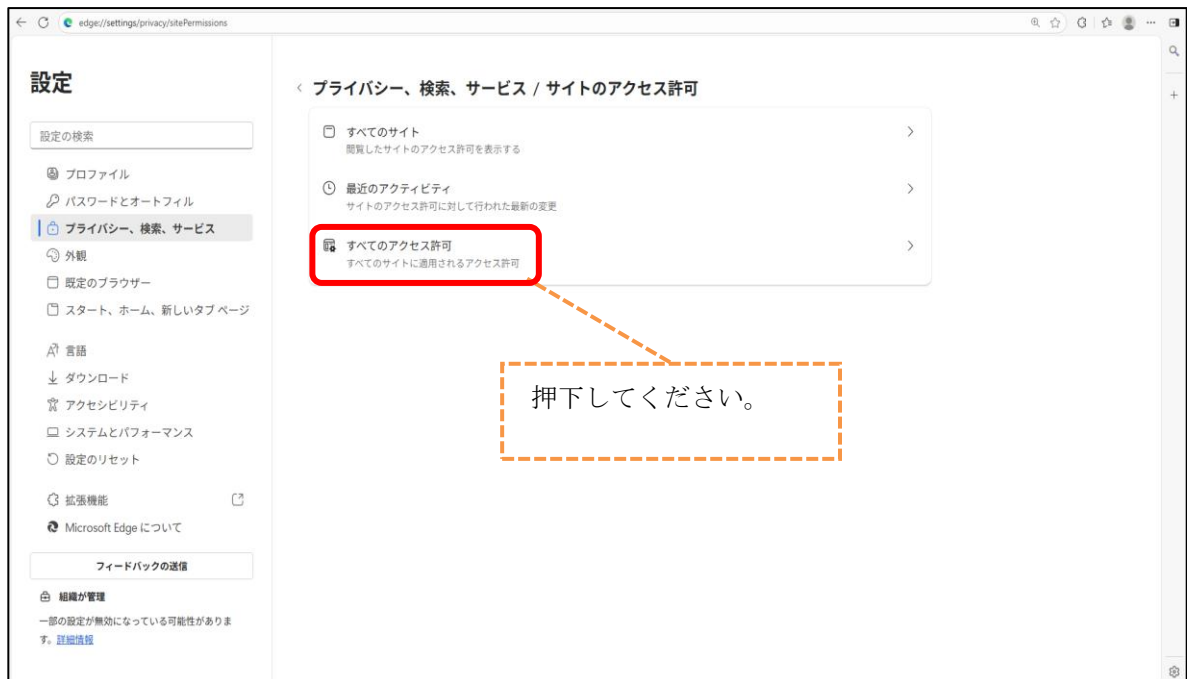 edge://settings/privacy/sitePermissions
設定
設定の検索
プロファイル
パスワードとオートフィル
プライバシー、検索、サービス
外観
既定のブラウザー
スタート、ホーム、新しいタブ ページ
言語
ダウンロード
アクセシビリティ
システムとパフォーマンス
設定のリセット
拡張機能
Microsoft Edge について
フィードバックの送信
組織が管理
一部の設定が無効になっている可能性がありま
す。詳細情報
プライバシー、検索、サービス / サイトのアクセス許可
すべてのサイト
閲覧したサイトのアクセス許可を表示する
最近のアクティビティ
サイトのアクセス許可に対して行われた最新の変更
すべてのアクセス許可
すべてのサイトに適用されるアクセス許可
押下してください。